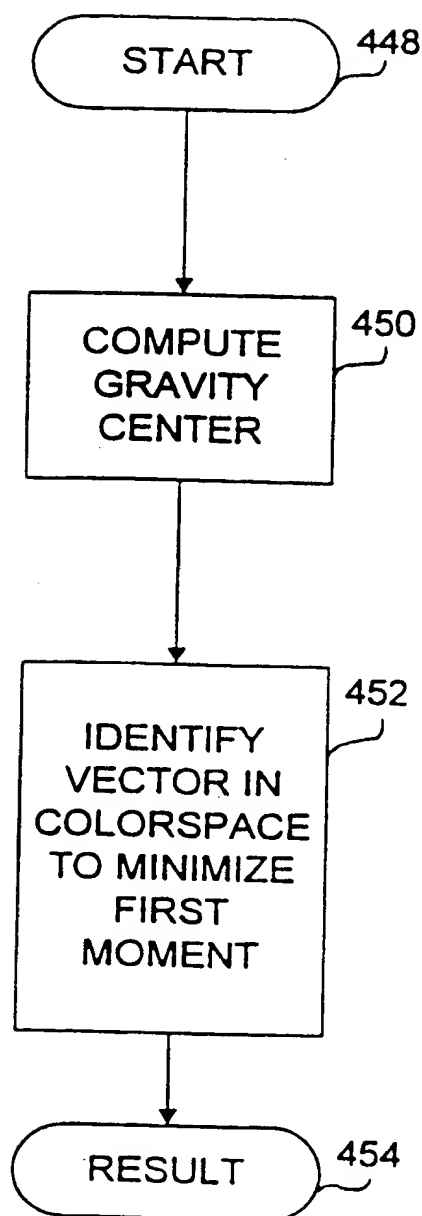 START
448
COMPUTE
GRAVITY
CENTER
450
IDENTIFY
VECTOR IN
COLORSPACE
TO MINIMIZE
FIRST
MOMENT
452
RESULT
454